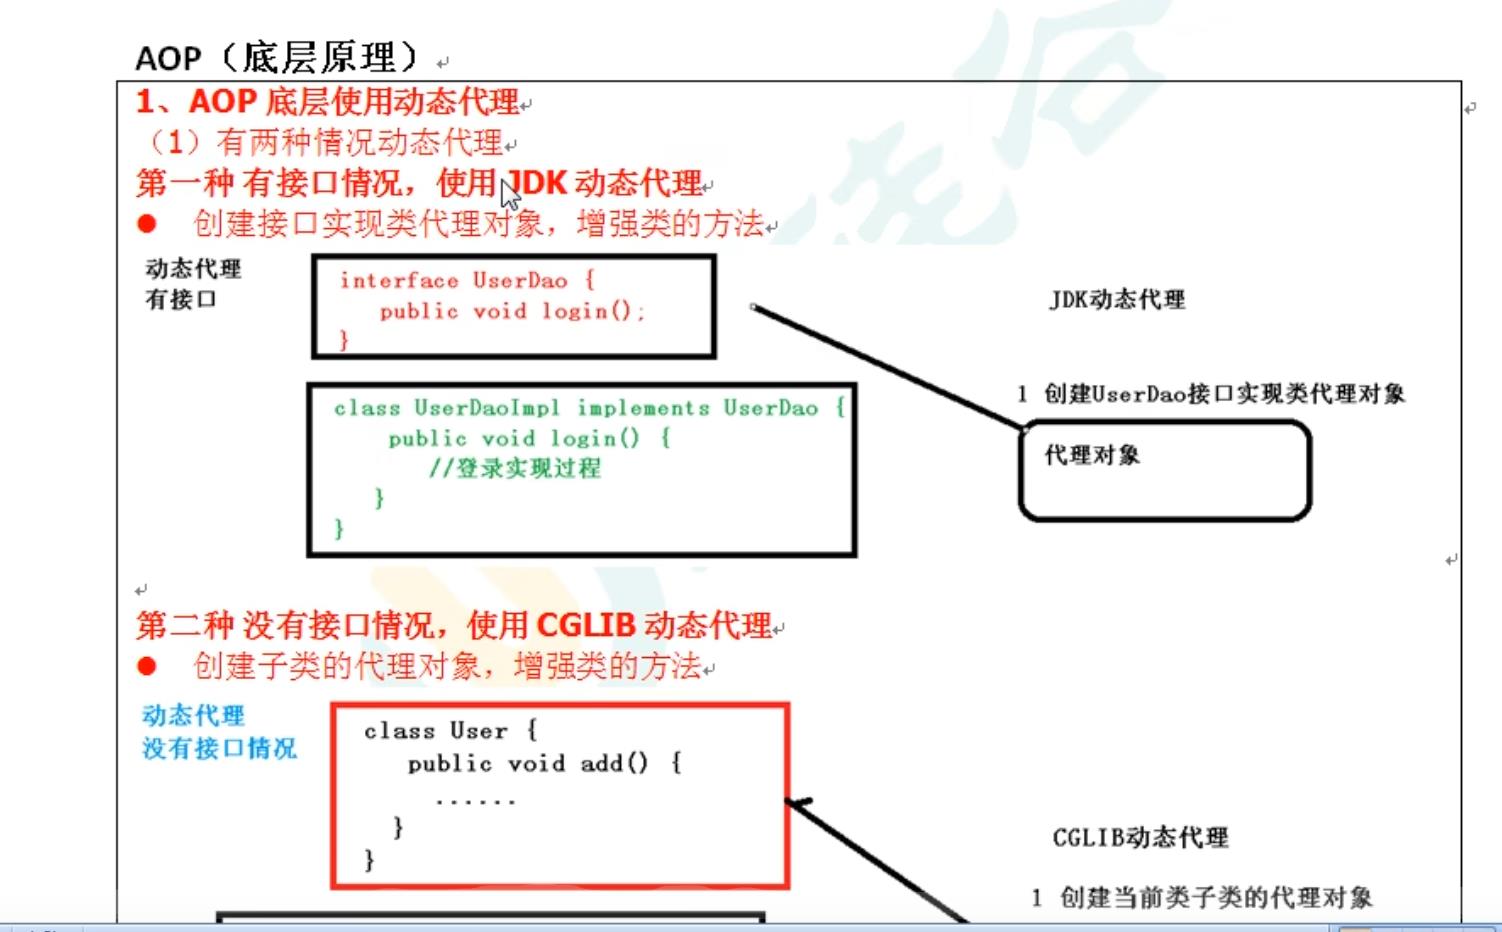 AOP（底层原理）
1、AOP 底层使用动态代理
（1）有两种情况动态代理
第一种 有接口情况，使用 JDK 动态代理
● 创建接口实现类代理对象，增强类的方法
动态代理
有接口
interface UserDao {
public void login();
}
JDK动态代理
1 创建UserDao接口实现类代理对象
代理对象
class UserDaoImpl implements UserDao {
public void login() {
//登录实现过程
}
}
第二种 没有接口情况，使用 CGLIB 动态代理
● 创建子类的代理对象，增强类的方法
动态代理
没有接口情况
class User {
public void add() {
......
}
}
CGLIB动态代理
1 创建当前类子类的代理对象